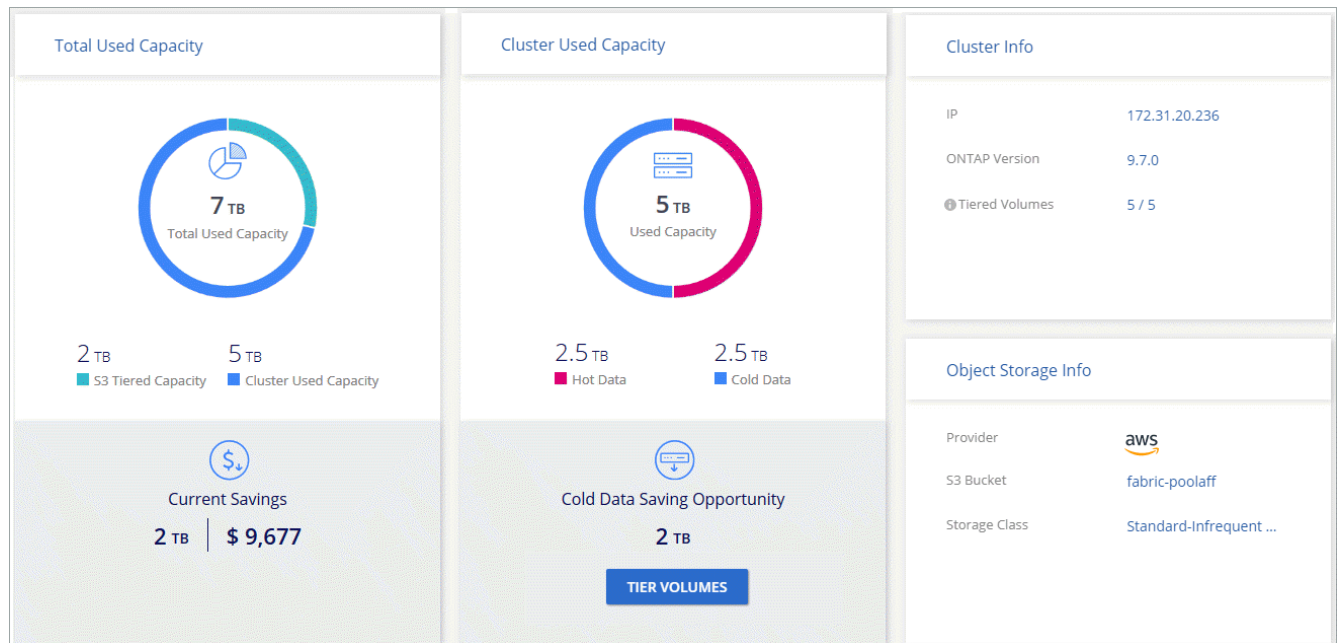 Total Used Capacity
7 TB
Total Used Capacity
2 TB 5 TB
S3 Tiered Capacity Cluster Used Capacity
Current Savings
2 TB $ 9,677
Cluster Used Capacity
5 TB
Used Capacity
2.5 TB 2.5 TB
Hot Data Cold Data
Cold Data Saving Opportunity
2 TB
TIER VOLUMES
Cluster Info
IP 172.31.20.236
ONTAP Version 9.7.0
Tiered Volumes 5 / 5
Object Storage Info
Provider aws
S3 Bucket fabric-poolaff
Storage Class Standard-Infrequent ...